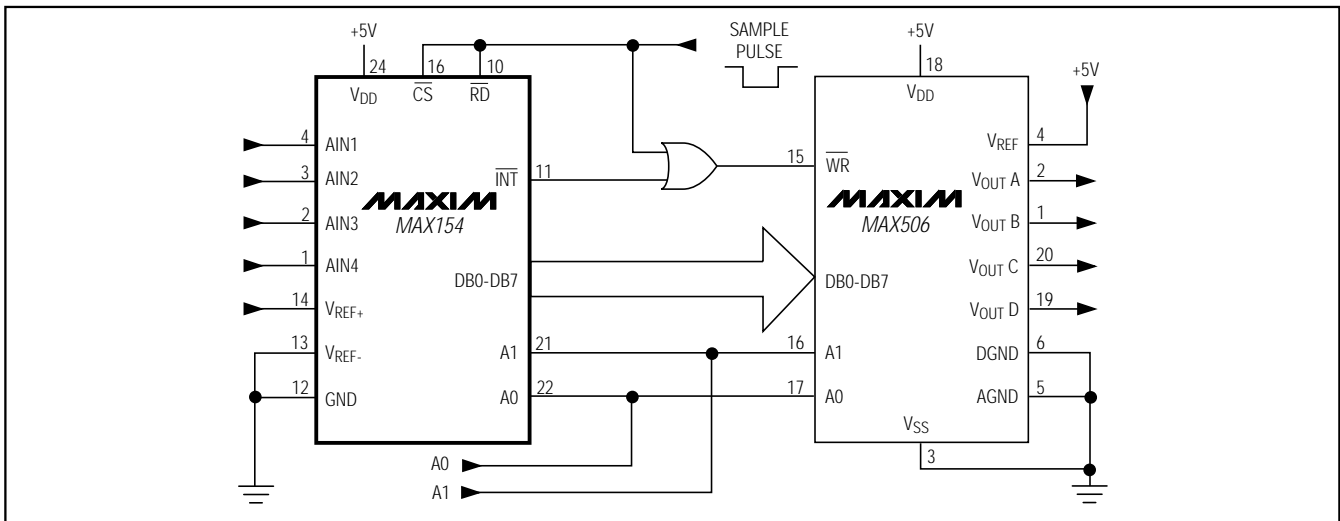 +5V
SAMPLE
PULSE
+5V
+5V
24
16
10
18
VDD
CS
RD
VDD
4
AIN1
VREF
4
3
AIN2
INT
11
15
WR
VOUT A
2
MAXIM
MAX154
MAXIM
MAX506
2
AIN3
VOUT B
1
1
AIN4
DB0-DB7
DB0-DB7
VOUT C
20
14
VREF+
VOUT D
19
13
VREF-
A1
21
16
A1
DGND
6
12
GND
A0
22
17
A0
AGND
5
VSS
3
A0
A1